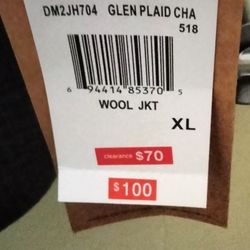 DM2JH704 GLEN PLAID CHA
518
6 94414 85370 5
WOOL JKT
XL
clearance $70
$100